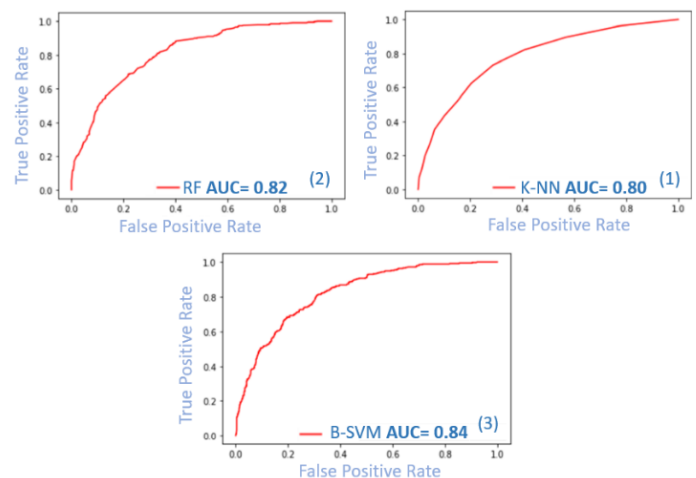 True Positive Rate
1.0
0.8
0.6
0.4
0.2
0.0
RF AUC= 0.82 (2)
0.0 0.2 0.4 0.6 0.8 1.0
False Positive Rate
True Positive Rate
1.0
0.8
0.6
0.4
0.2
0.0
K-NN AUC= 0.80 (1)
0.0 0.2 0.4 0.6 0.8 1.0
False Positive Rate
True Positive Rate
1.0
0.8
0.6
0.4
0.2
0.0
B-SVM AUC= 0.84 (3)
0.0 0.2 0.4 0.6 0.8 1.0
False Positive Rate